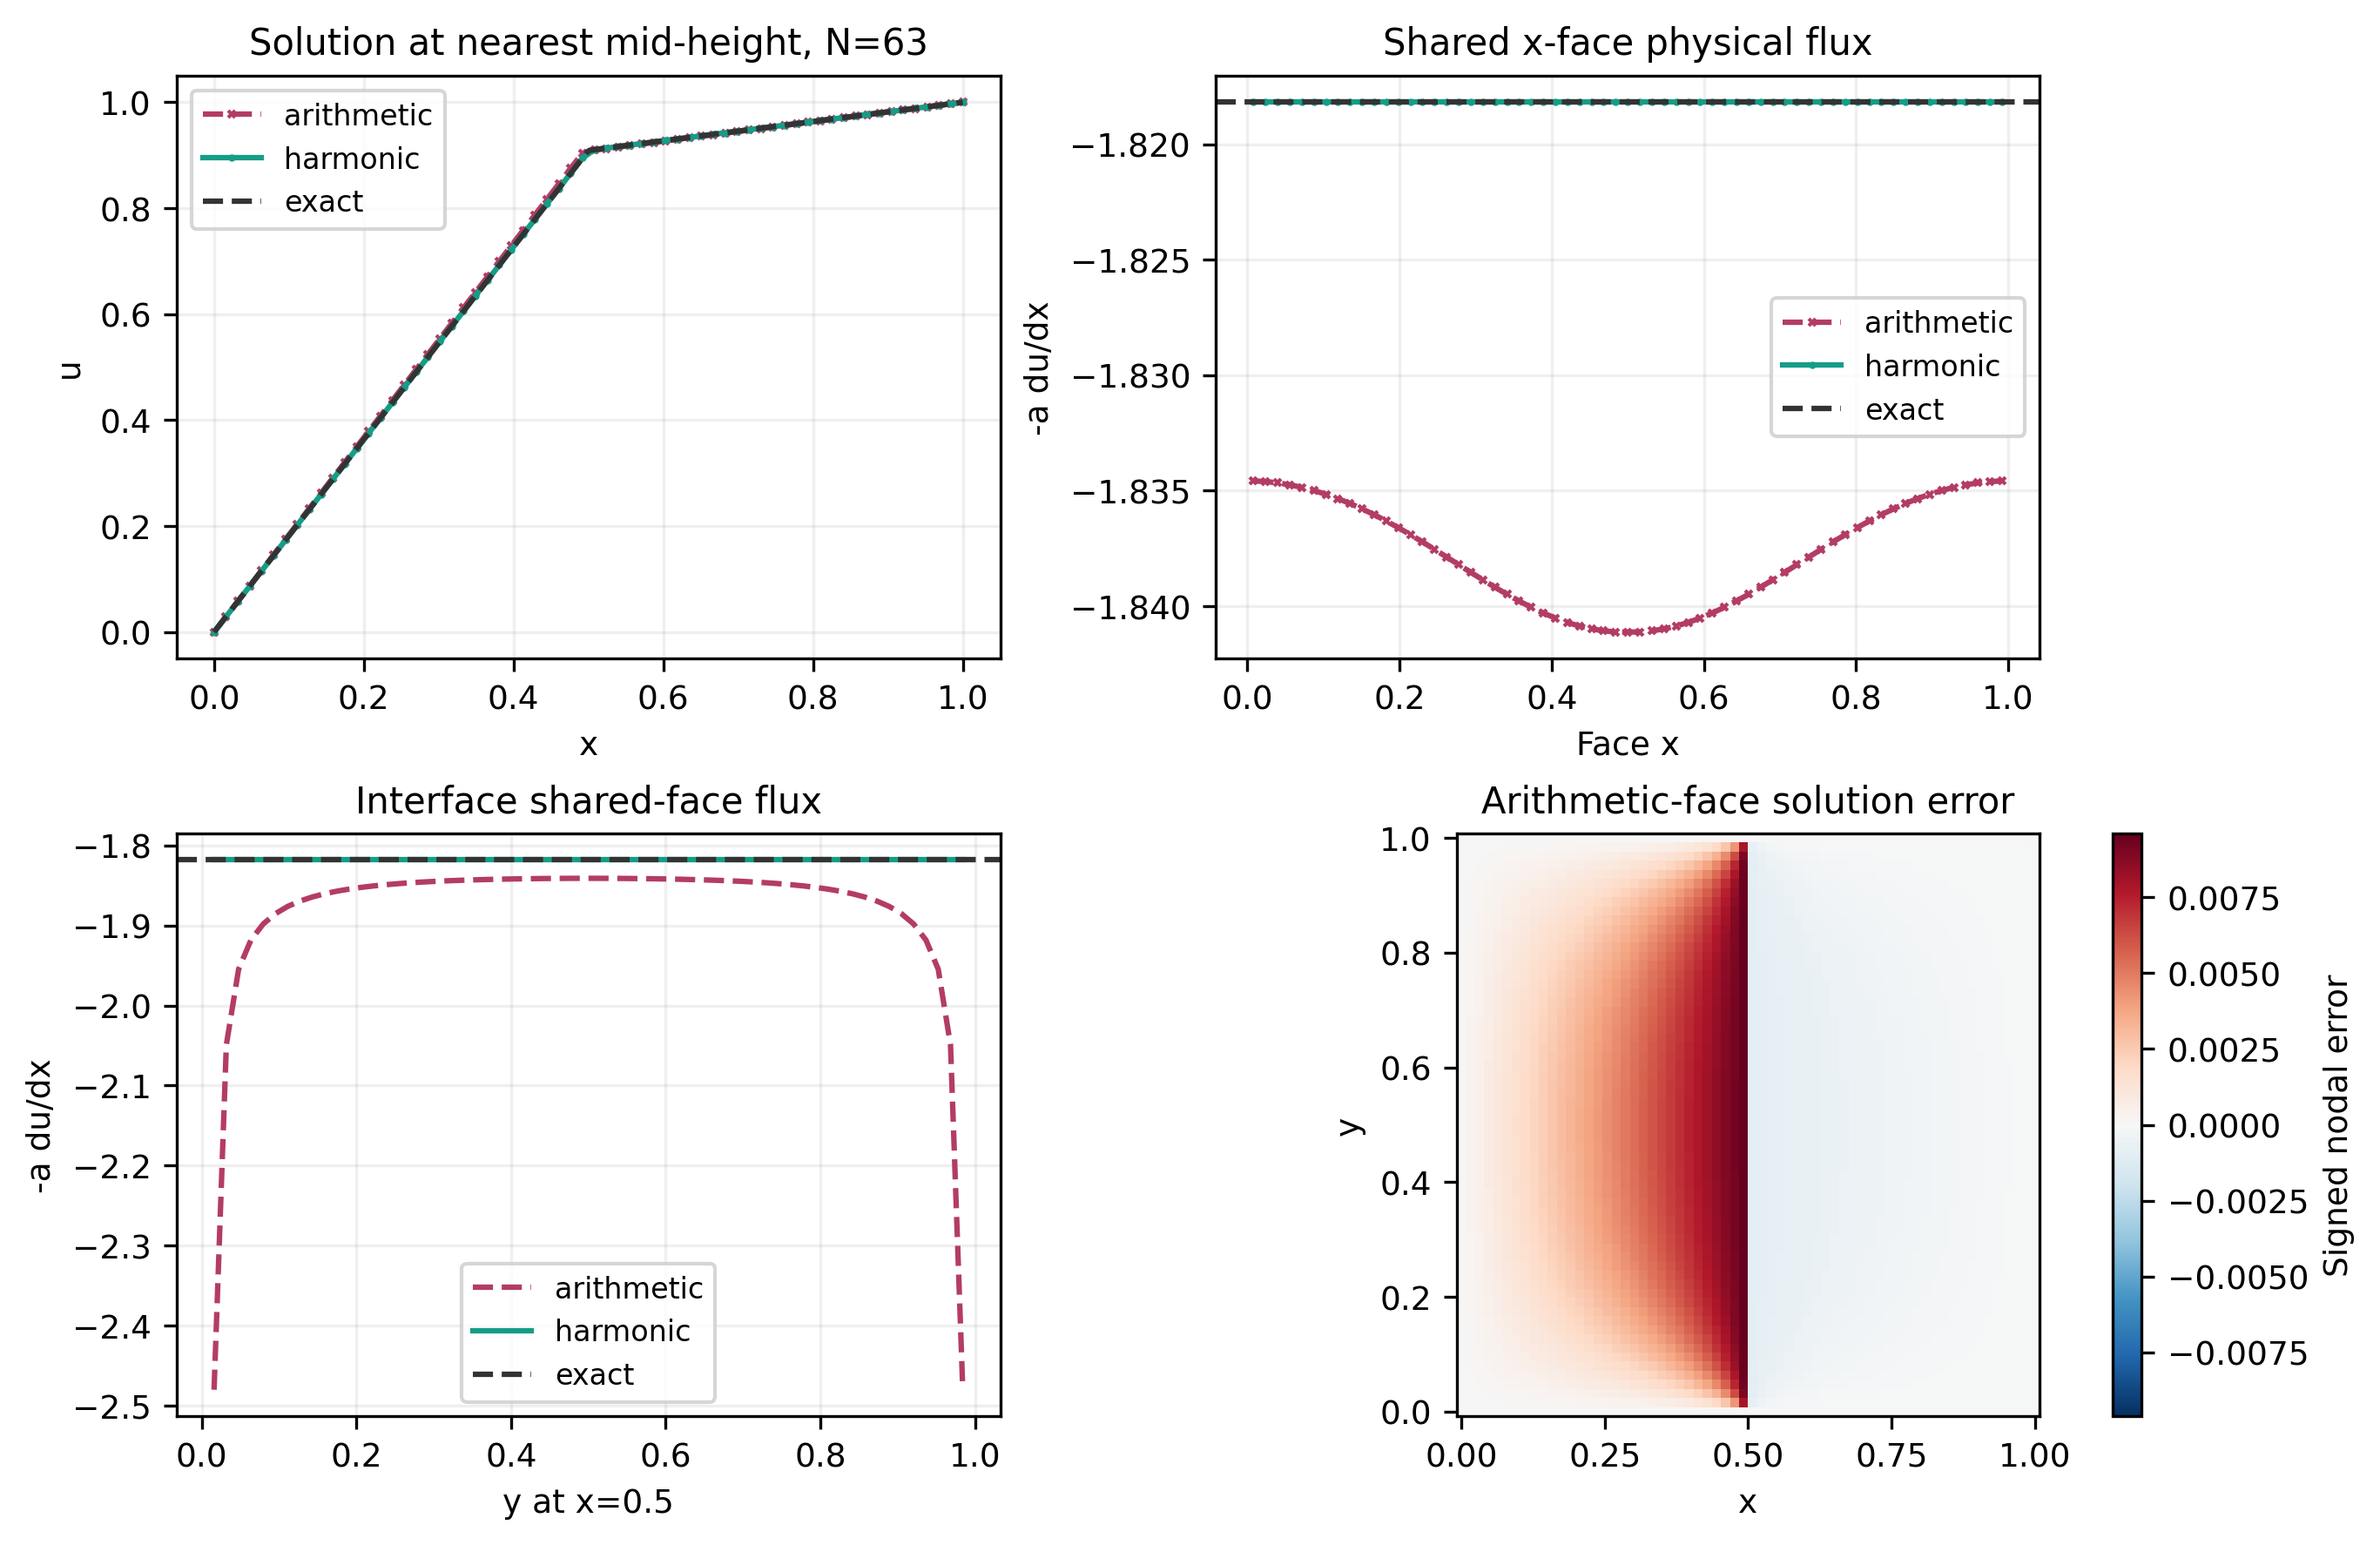 Solution at nearest mid-height, N=63
1.0
0.8
0.6
0.4
0.2
0.0
u
arithmetic
harmonic
exact
0.0 0.2 0.4 0.6 0.8 1.0
x
Shared x-face physical flux
−1.820
−1.825
−1.830
−1.835
−1.840
-a du/dx
arithmetic
harmonic
exact
0.0 0.2 0.4 0.6 0.8 1.0
Face x
Interface shared-face flux
−1.8
−1.9
−2.0
−2.1
−2.2
−2.3
−2.4
−2.5
-a du/dx
arithmetic
harmonic
exact
0.0 0.2 0.4 0.6 0.8 1.0
y at x=0.5
Arithmetic-face solution error
1.0
0.8
0.6
0.4
0.2
0.0
y
0.00 0.25 0.50 0.75 1.00
x
0.0075
0.0050
0.0025
0.0000
−0.0025
−0.0050
−0.0075
Signed nodal error